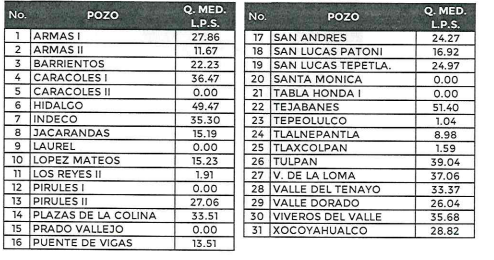 No. POZO Q. MED. L.P.S.
1 ARMAS I 27.86
2 ARMAS II 11.67
3 BARRIENTOS 22.23
4 CARACOLES I 36.47
5 CARACOLES II 0.00
6 HIDALGO 49.47
7 INDECO 35.30
8 JACARANDAS 15.19
9 LAUREL 0.00
10 LOPEZ MATEOS 15.23
11 LOS REYES II 1.91
12 PIRULES I 0.00
13 PIRULES II 27.06
14 PLAZAS DE LA COLINA 33.51
15 PRADO VALLEJO 0.00
16 PUENTE DE VIGAS 13.51
No. POZO Q. MED. L.P.S.
17 SAN ANDRES 24.27
18 SAN LUCAS PATONI 16.92
19 SAN LUCAS TEPETLA. 24.97
20 SANTA MONICA 0.00
21 TABLA HONDA I 0.00
22 TEJABANES 51.40
23 TEPEOLULCO 1.04
24 TLALNEPANTLA 8.98
25 TLAXCOLPAN 1.59
26 TULPAN 39.04
27 V. DE LA LOMA 37.06
28 VALLE DEL TENAYO 33.37
29 VALLE DORADO 26.04
30 VIVEROS DEL VALLE 35.68
31 XOCOYAHUALCO 28.82